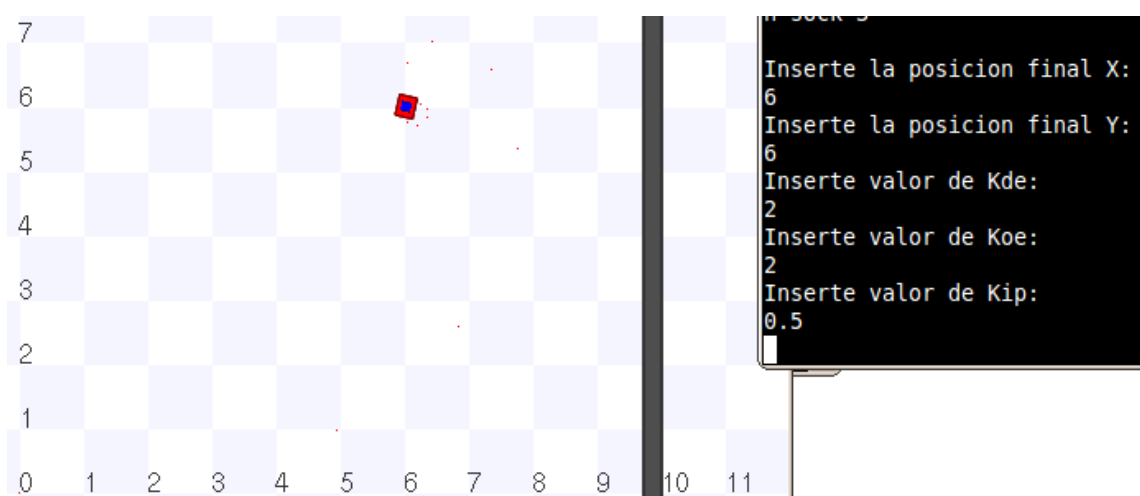 7
6
5
4
3
2
1
0 1 2 3 4 5 6 7 8 9 10 11
Inserte la posicion final X:
6
Inserte la posicion final Y:
6
Inserte valor de Kde:
2
Inserte valor de Koe:
2
Inserte valor de Kip:
0.5